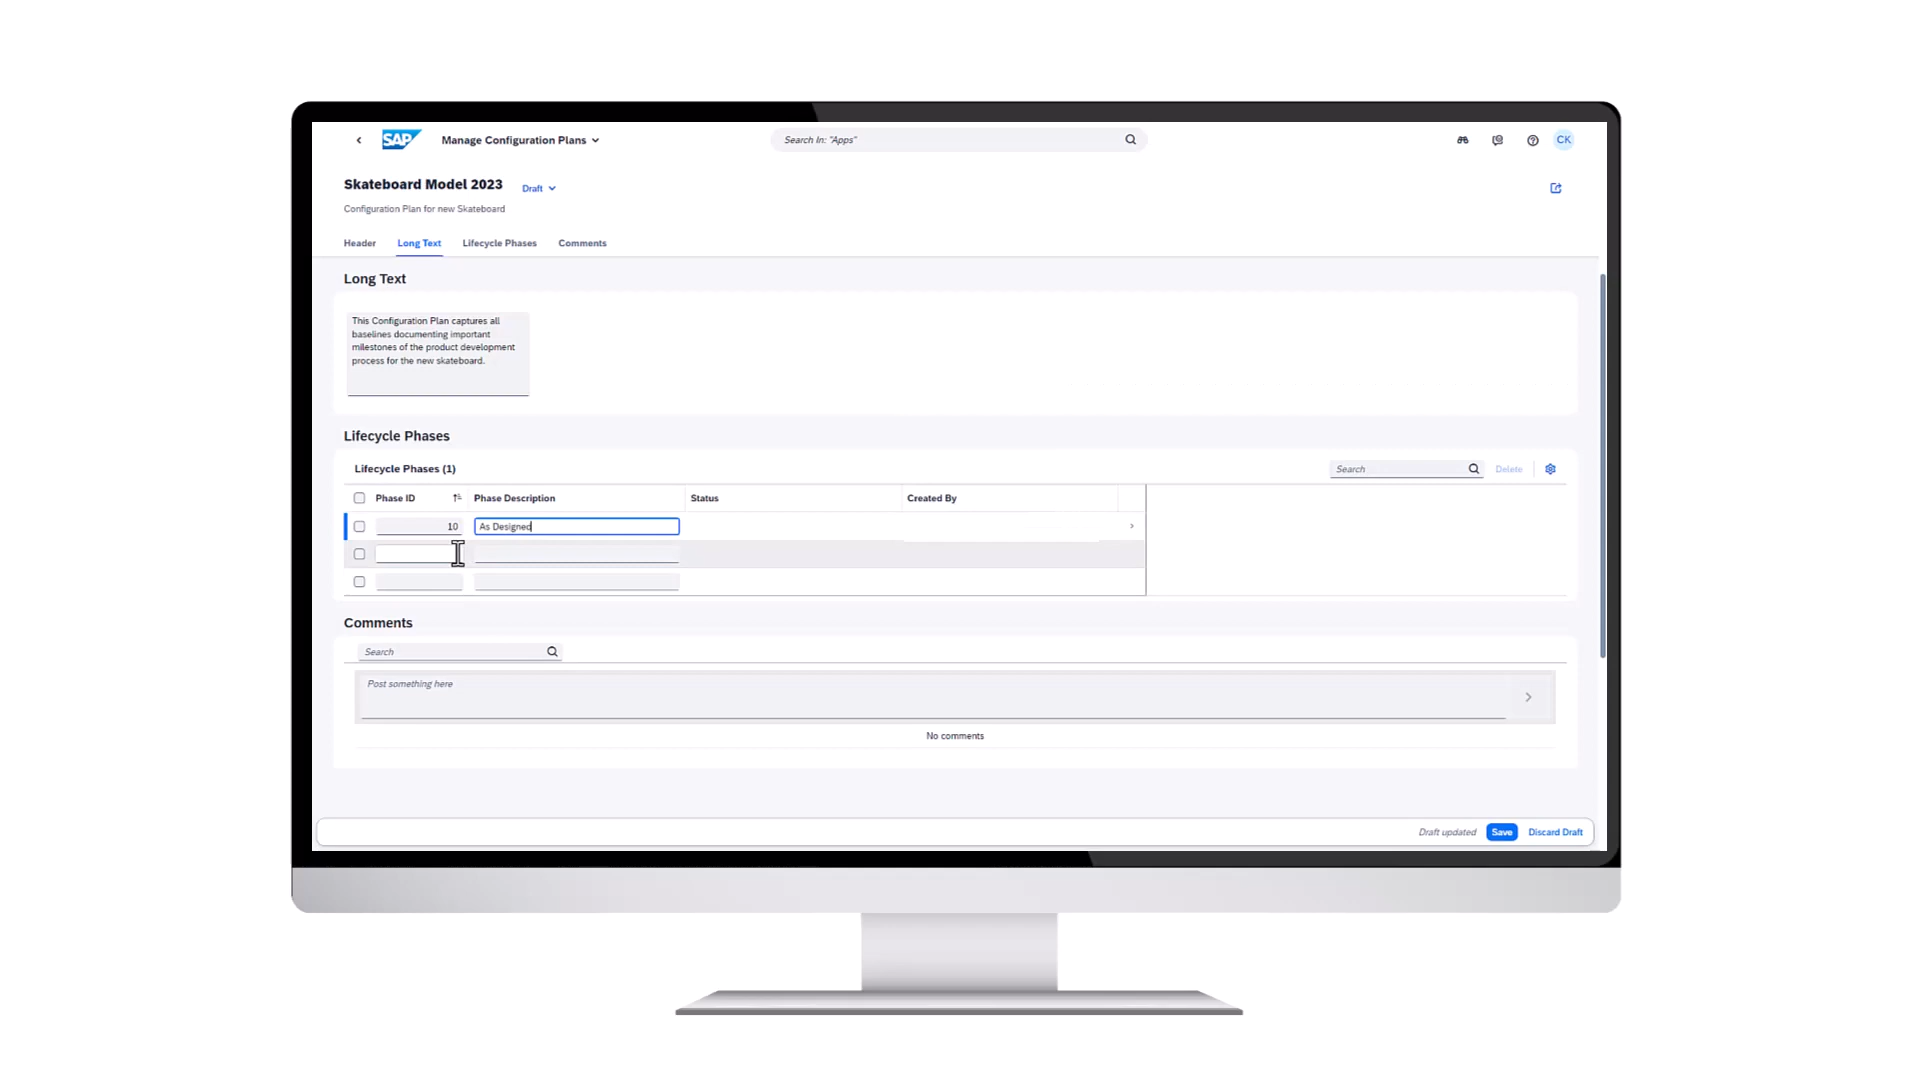 SAP
Manage Configuration Plans
Search In: "Apps"
CK
Skateboard Model 2023
Draft
Configuration Plan for new Skateboard
Header
Long Text
Lifecycle Phases
Comments
Long Text
This Configuration Plan captures all
baselines documenting important
milestones of the product development
process for the new skateboard.
Lifecycle Phases
Lifecycle Phases (1)
Search
Delete
Phase ID
Phase Description
Status
Created By
10
As Designed
Comments
Search
Post something here
No comments
Draft updated
Save
Discard Draft